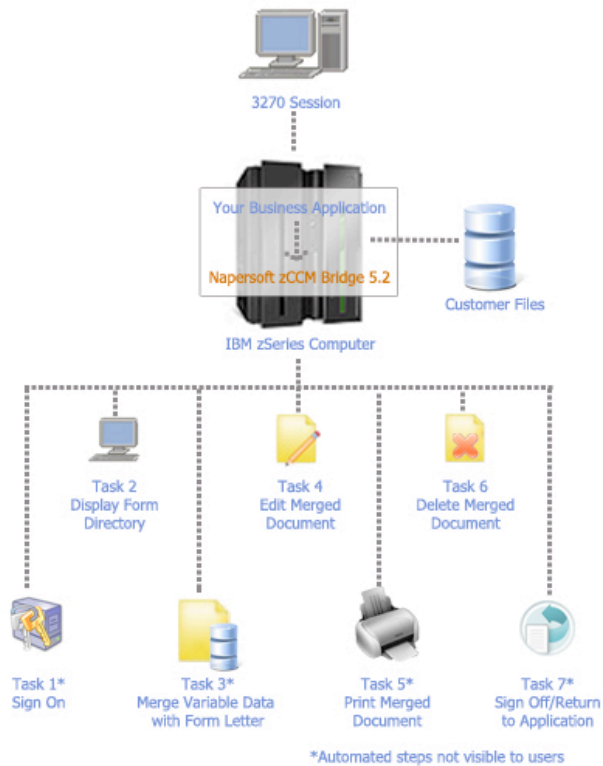 3270 Session
Your Business Application
Napersoft zCCM Bridge 5.2
Customer Files
IBM zSeries Computer
Task 2
Display Form
Directory
Task 4
Edit Merged
Document
Task 6
Delete Merged
Document
Task 1*
Sign On
Task 3*
Merge Variable Data
with Form Letter
Task 5*
Print Merged
Document
Task 7*
Sign Off/Return
to Application
*Automated steps not visible to users